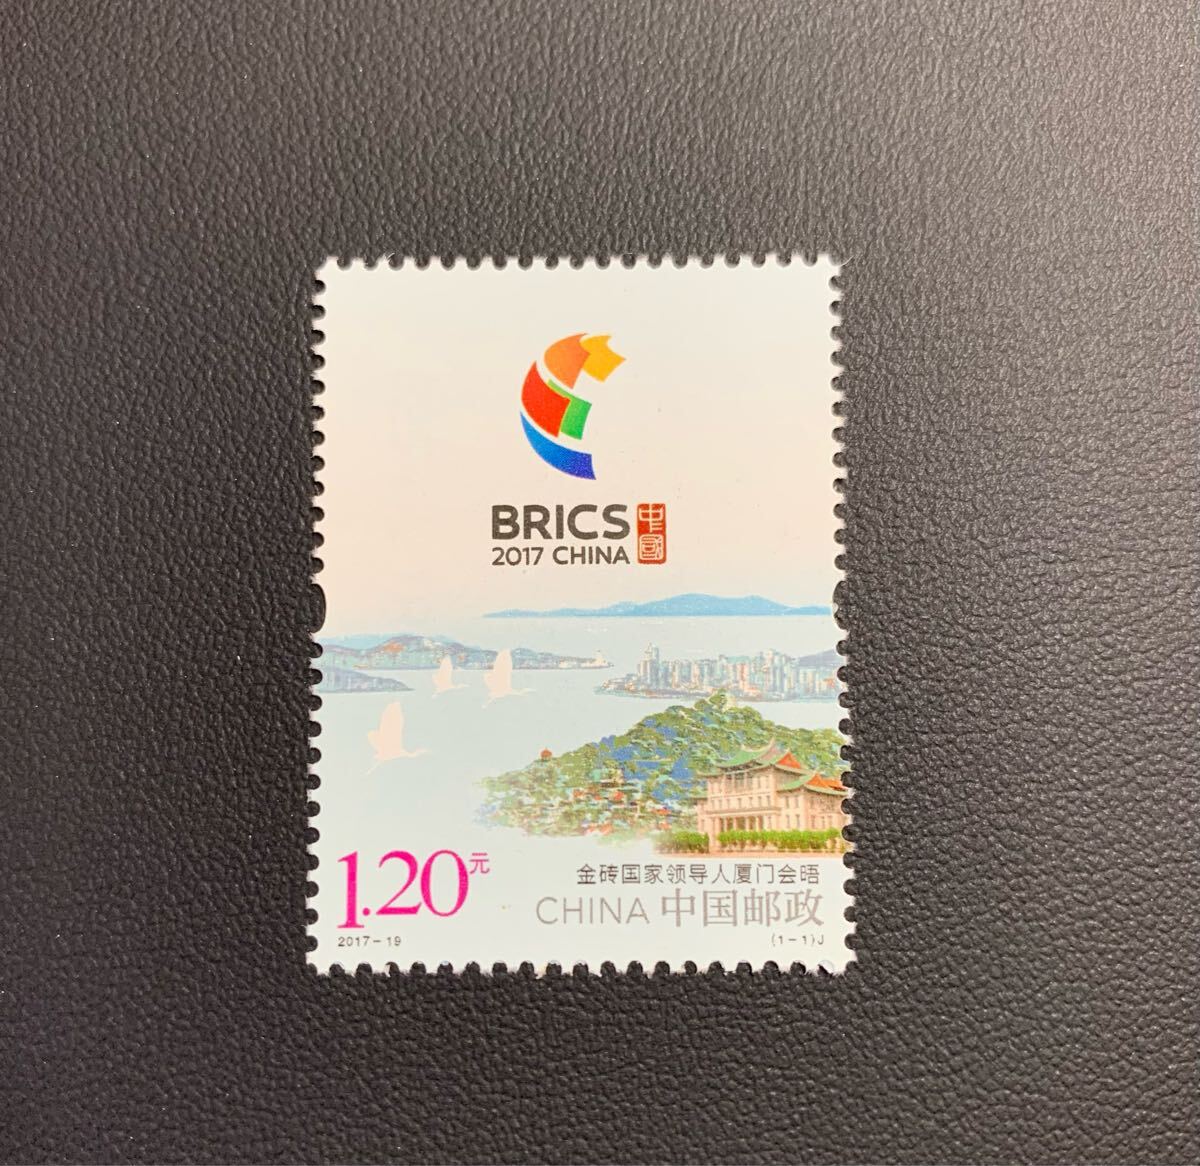 BRICS 中國
2017 CHINA
1.20元
金砖国家领导人厦门会晤
CHINA 中国邮政
2017-19
(1-1)J